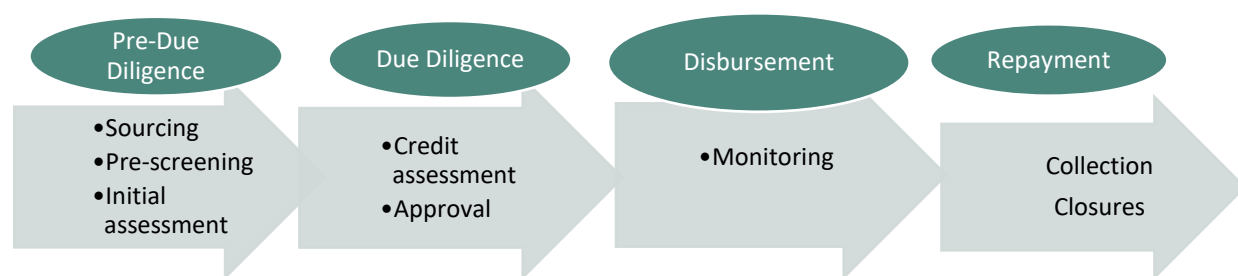 Pre-Due
Diligence
•Sourcing
•Pre-screening
•Initial
assessment
Due Diligence
•Credit
assessment
•Approval
Disbursement
•Monitoring
Repayment
Collection
Closures